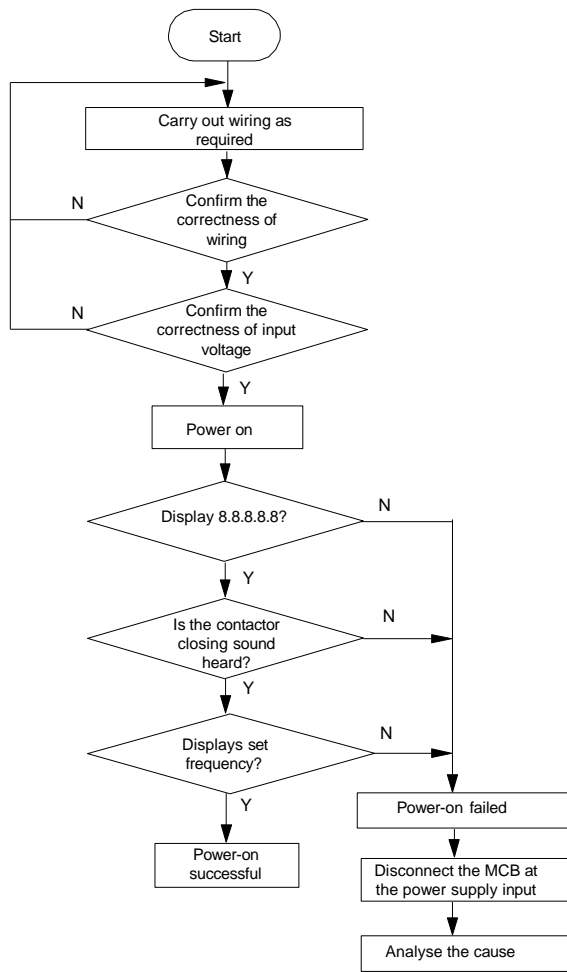 Start
Carry out wiring as
required
N
Confirm the
correctness of
wiring
Y
N
Confirm the
correctness of input
voltage
Y
Power on
N
Display 8.8.8.8.8?
Y
N
Is the contactor
closing sound
heard?
Y
N
Displays set
frequency?
Y
Power-on failed
Power-on
successful
Disconnect the MCB at
the power supply input
Analyse the cause